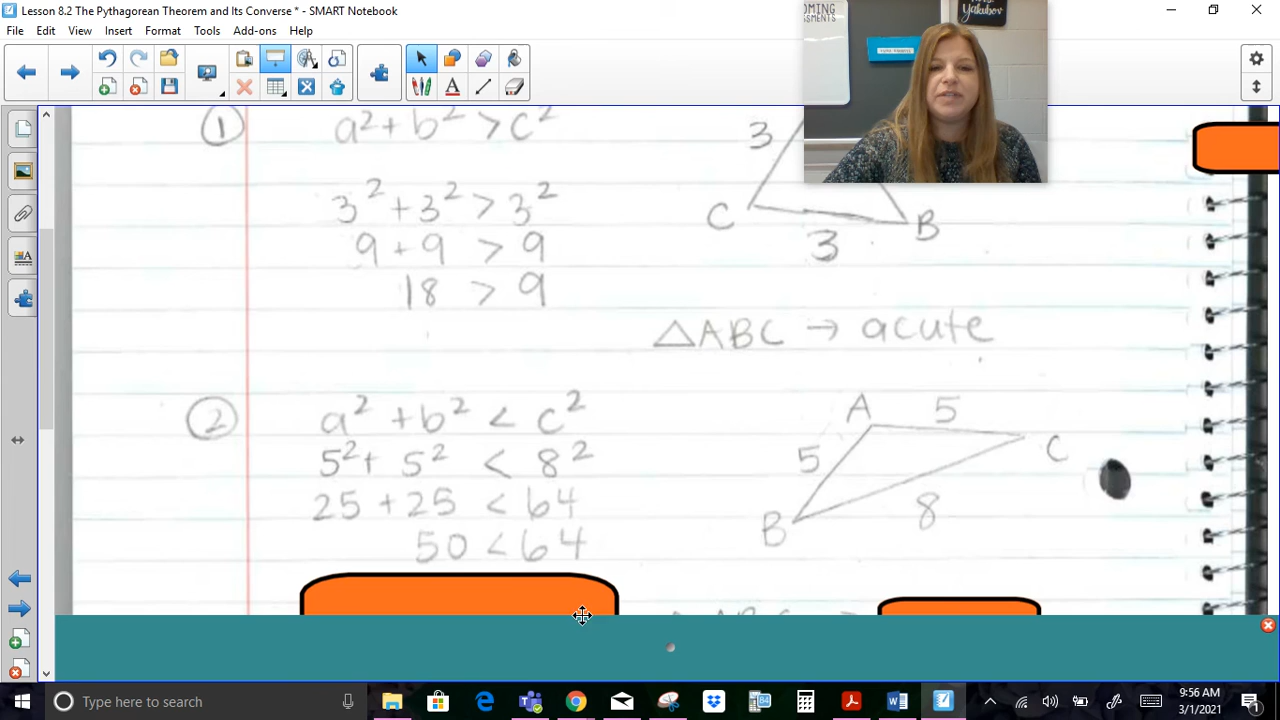 Lesson 8.2 The Pythagorean Theorem and Its Converse * - SMART Notebook
File Edit View Insert Format Tools Add-ons Help
OMING
SSMENTS
Yakubov
① a² + b² > c²
3
3² + 3² > 3²
C B
9 + 9 > 9
3
18 > 9
△ABC → acute
② a² + b² < c²
A 5
5² + 5² < 8²
5 C
25 + 25 < 64
8
B
50 < 64
Type here to search
9:56 AM
3/1/2021